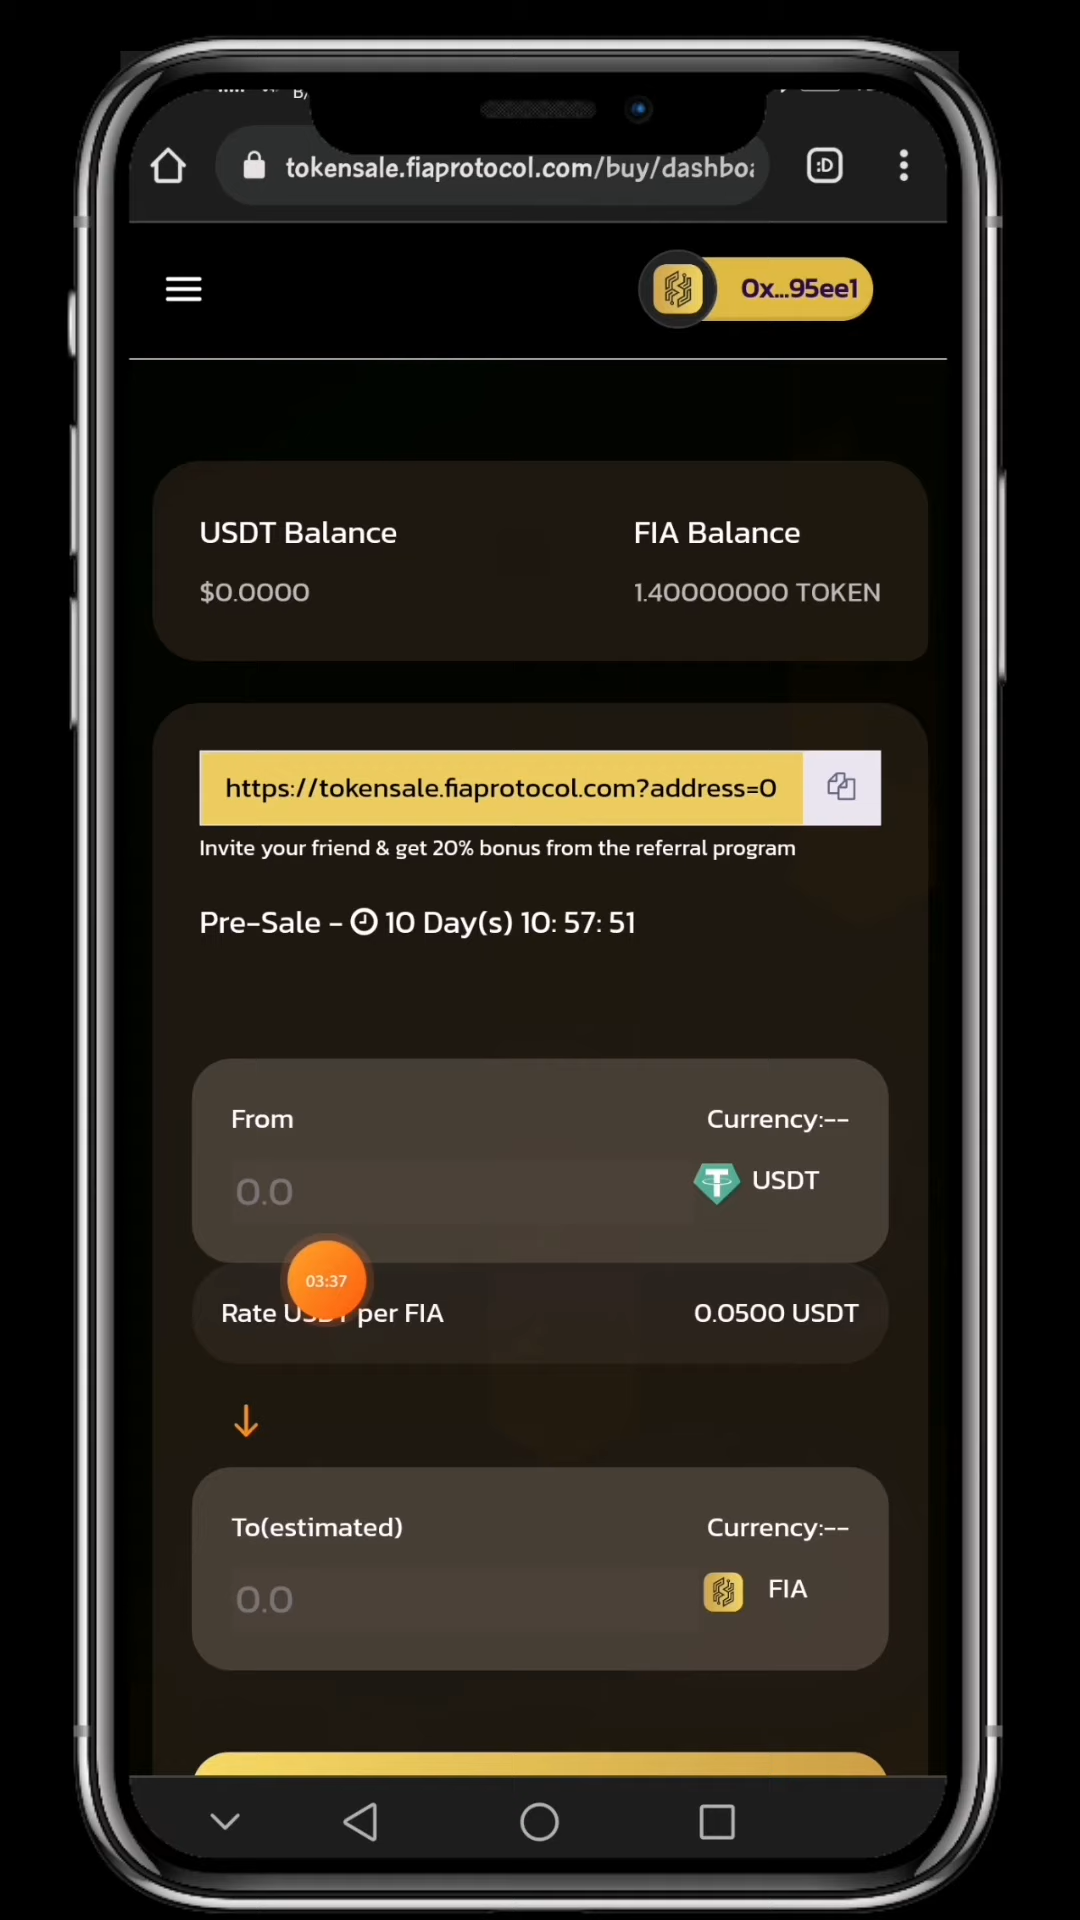 B/
tokensale.fiaprotocol.com/buy/dashboa
:D
0x...95ee1
USDT Balance
FIA Balance
$0.0000
1.40000000 TOKEN
https://tokensale.fiaprotocol.com?address=0
Invite your friend & get 20% bonus from the referral program
Pre-Sale - 10 Day(s) 10: 57: 51
From
Currency:--
0.0
USDT
03:37
Rate USDT per FIA
0.0500 USDT
To(estimated)
Currency:--
0.0
FIA